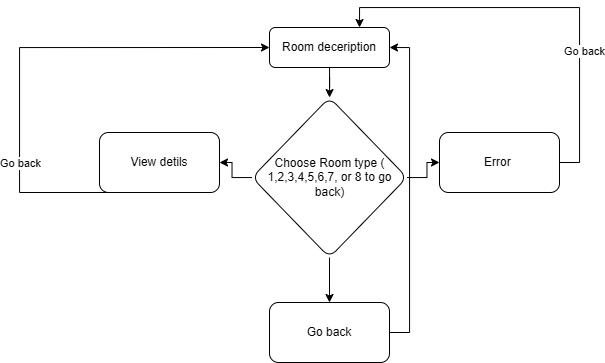 Room deceription
Go back
Go back
View detils
Choose Room type (
1,2,3,4,5,6,7, or 8 to go
back)
Error
Go back